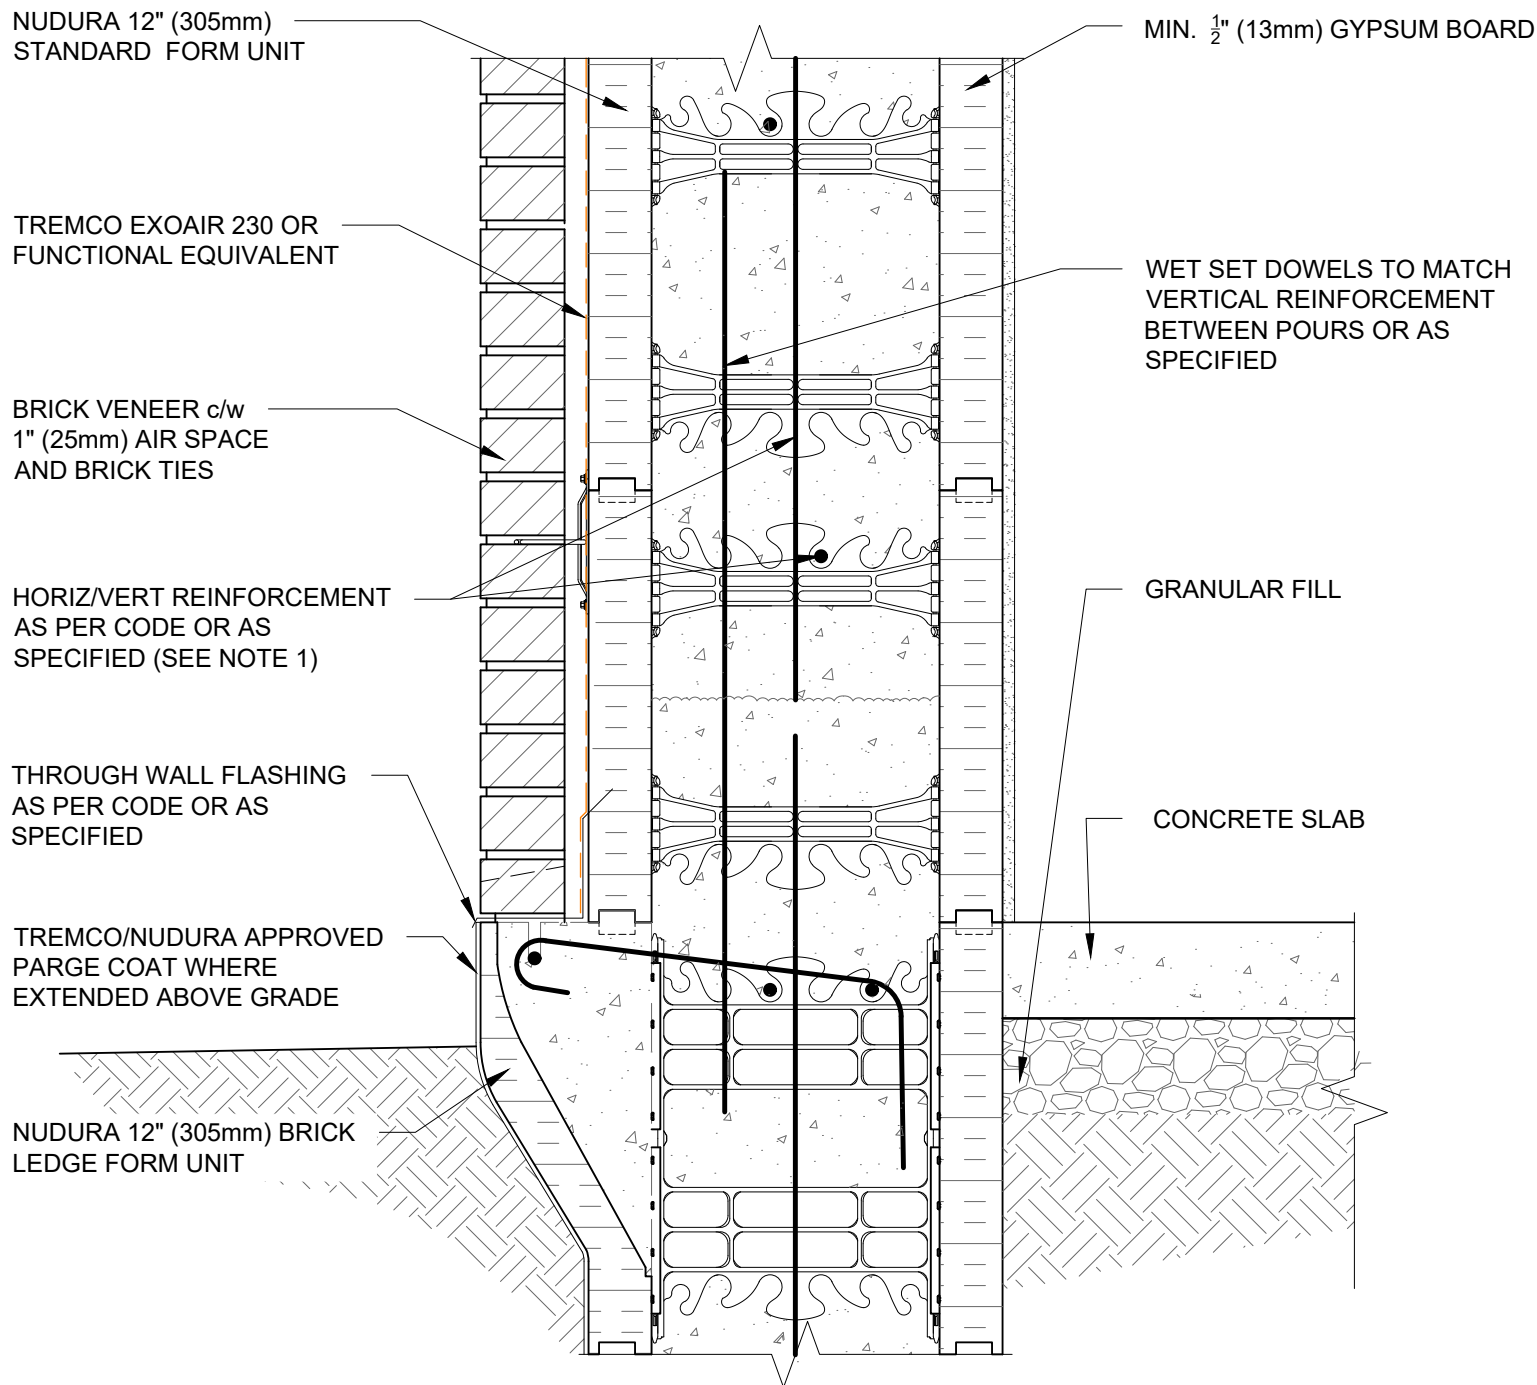 NUDURA 12" (305mm)
STANDARD FORM UNIT
MIN. ½" (13mm) GYPSUM BOARD
TREMCO EXOAIR 230 OR
FUNCTIONAL EQUIVALENT
WET SET DOWELS TO MATCH
VERTICAL REINFORCEMENT
BETWEEN POURS OR AS
SPECIFIED
BRICK VENEER c/w
1" (25mm) AIR SPACE
AND BRICK TIES
HORIZ/VERT REINFORCEMENT
AS PER CODE OR AS
SPECIFIED (SEE NOTE 1)
GRANULAR FILL
THROUGH WALL FLASHING
AS PER CODE OR AS
SPECIFIED
CONCRETE SLAB
TREMCO/NUDURA APPROVED
PARGE COAT WHERE
EXTENDED ABOVE GRADE
NUDURA 12" (305mm) BRICK
LEDGE FORM UNIT